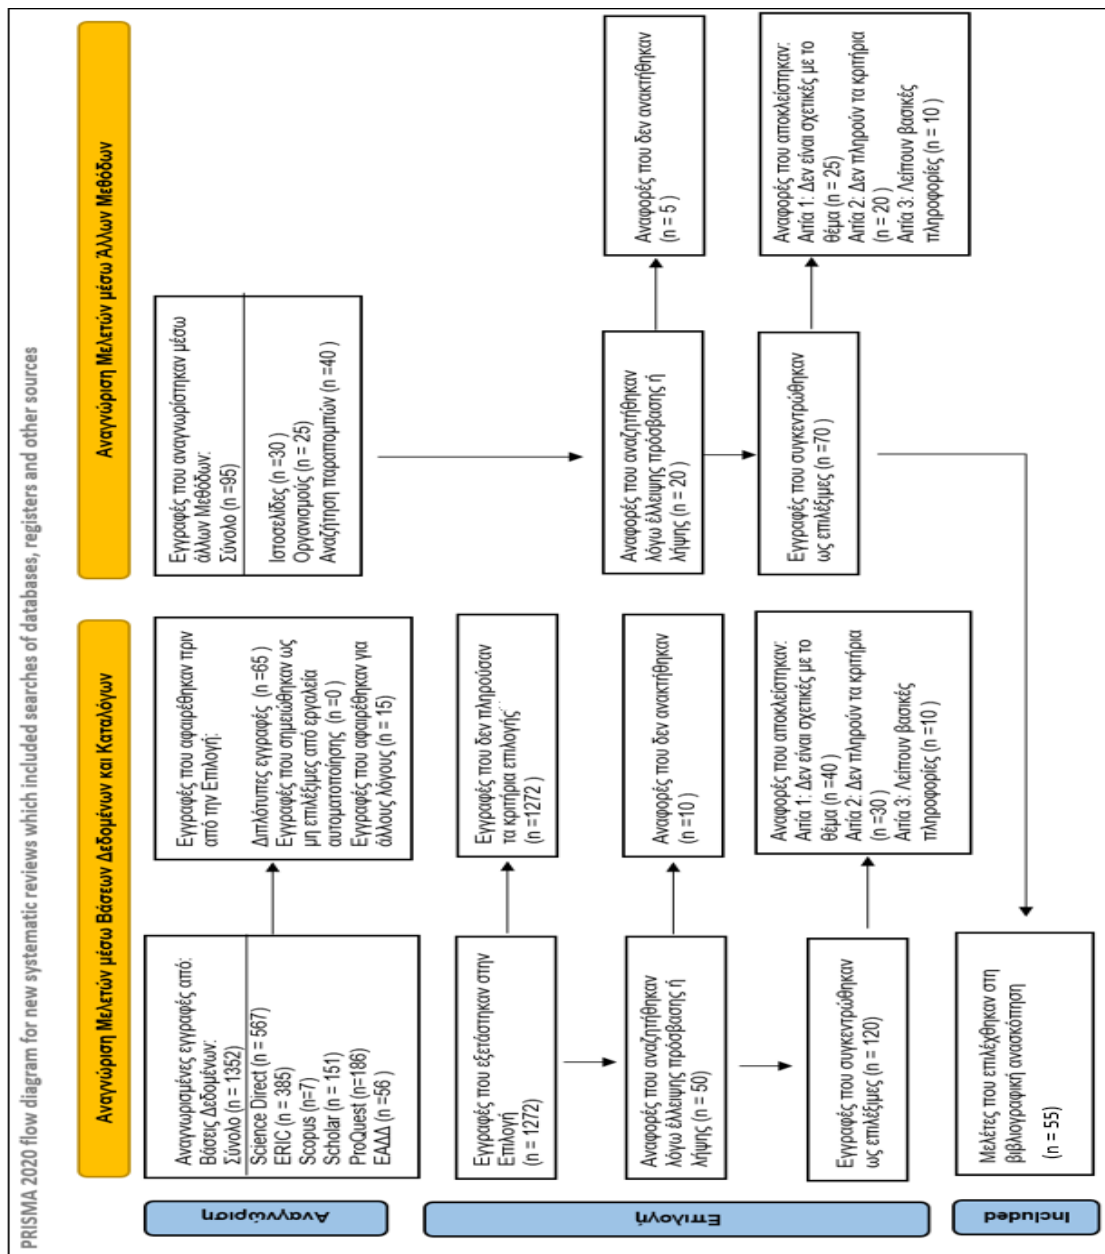 PRISMA 2020 flow diagram for new systematic reviews which included searches of databases, registers and other sources
Αναγνώριση Μελετών μέσω Βάσεων Δεδομένων και Καταλόγων
Αναγνώριση Μελετών μέσω Άλλων Μεθόδων
Αναγνώριση
Αναγνωρισμένες εγγραφές από:
Βάσεις Δεδομένων:
Σύνολο (n = 1352)
Science Direct (n = 567)
ERIC (n = 385)
Scopus (n=7)
Scholar (n = 151)
ProQuest (n=186)
ΕΑΔΔ (n =56)
Εγγραφές που αφαιρέθηκαν πριν
από την Επιλογή:
Διπλότυπες εγγραφές (n =65)
Εγγραφές που σημειώθηκαν ως
μη επιλέξιμες από εργαλεία
αυτοματοποίησης (n =0)
Εγγραφές που αφαιρέθηκαν για
άλλους λόγους (n = 15)
Εγγραφές που αναγνωρίστηκαν μέσω
άλλων Μεθόδων:
Σύνολο (n =95)
Ιστοσελίδες (n =30 )
Οργανισμούς (n = 25)
Αναζήτηση παραπομπών (n =40 )
Επιλογή
Εγγραφές που εξετάστηκαν στην
Επιλογή
(n = 1272)
Εγγραφές που δεν πληρούσαν
τα κριτήρια επιλογής¨
(n =1272)
Αναφορές που αναζητήθηκαν
λόγω έλλειψης πρόσβασης ή
λήψης (n = 50)
Αναφορές που δεν ανακτήθηκαν
(n =10)
Αναφορές που αναζητήθηκαν
λόγω έλλειψης πρόσβασης ή
λήψης (n = 20)
Αναφορές που δεν ανακτήθηκαν
(n = 5 )
Εγγραφές που συγκεντρώθηκαν
ως επιλέξιμες (n = 120)
Αναφορές που αποκλείστηκαν:
Αιτία 1: Δεν είναι σχετικές με το
θέμα (n =40)
Αιτία 2: Δεν πληρούν τα κριτήρια
(n =30)
Αιτία 3: Λείπουν βασικές
πληροφορίες (n =10)
Εγγραφές που συγκεντρώθηκαν
ως επιλέξιμες (n =70)
Αναφορές που αποκλείστηκαν:
Αιτία 1: Δεν είναι σχετικές με το
θέμα (n = 25)
Αιτία 2: Δεν πληρούν τα κριτήρια
(n = 20 )
Αιτία 3: Λείπουν βασικές
πληροφορίες (n = 10 )
Included
Μελέτες που επιλέχθηκαν στη
βιβλιογραφική ανασκόπηση
(n = 55)